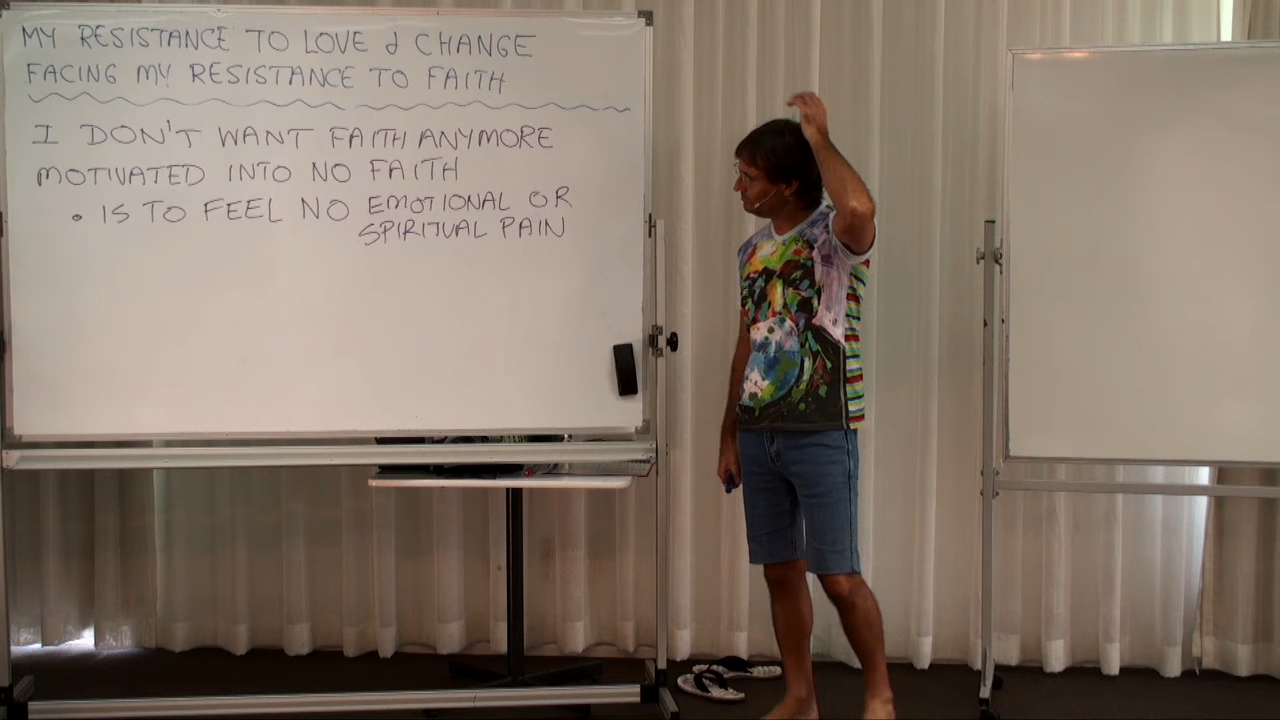 MY RESISTANCE TO LOVE & CHANGE
FACING MY RESISTANCE TO FAITH
I DON'T WANT FAITH ANYMORE
MOTIVATED INTO NO FAITH
• IS TO FEEL NO EMOTIONAL OR
SPIRITUAL PAIN